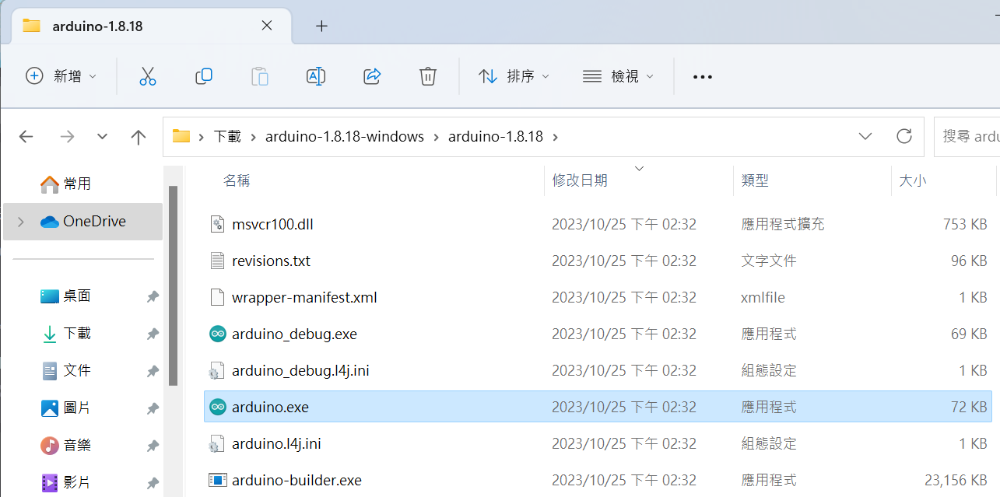 arduino-1.8.18
新增 排序 檢視
下載 arduino-1.8.18-windows arduino-1.8.18 搜尋 ardu
名稱 修改日期 類型 大小
常用
OneDrive
桌面
下載
文件
圖片
音樂
影片
msvcr100.dll 2023/10/25 下午 02:32 應用程式擴充 753 KB
revisions.txt 2023/10/25 下午 02:32 文字文件 96 KB
wrapper-manifest.xml 2023/10/25 下午 02:32 xmlfile 1 KB
arduino_debug.exe 2023/10/25 下午 02:32 應用程式 69 KB
arduino_debug.l4j.ini 2023/10/25 下午 02:32 組態設定 1 KB
arduino.exe 2023/10/25 下午 02:32 應用程式 72 KB
arduino.l4j.ini 2023/10/25 下午 02:32 組態設定 1 KB
arduino-builder.exe 2023/10/25 下午 02:32 應用程式 23,156 KB